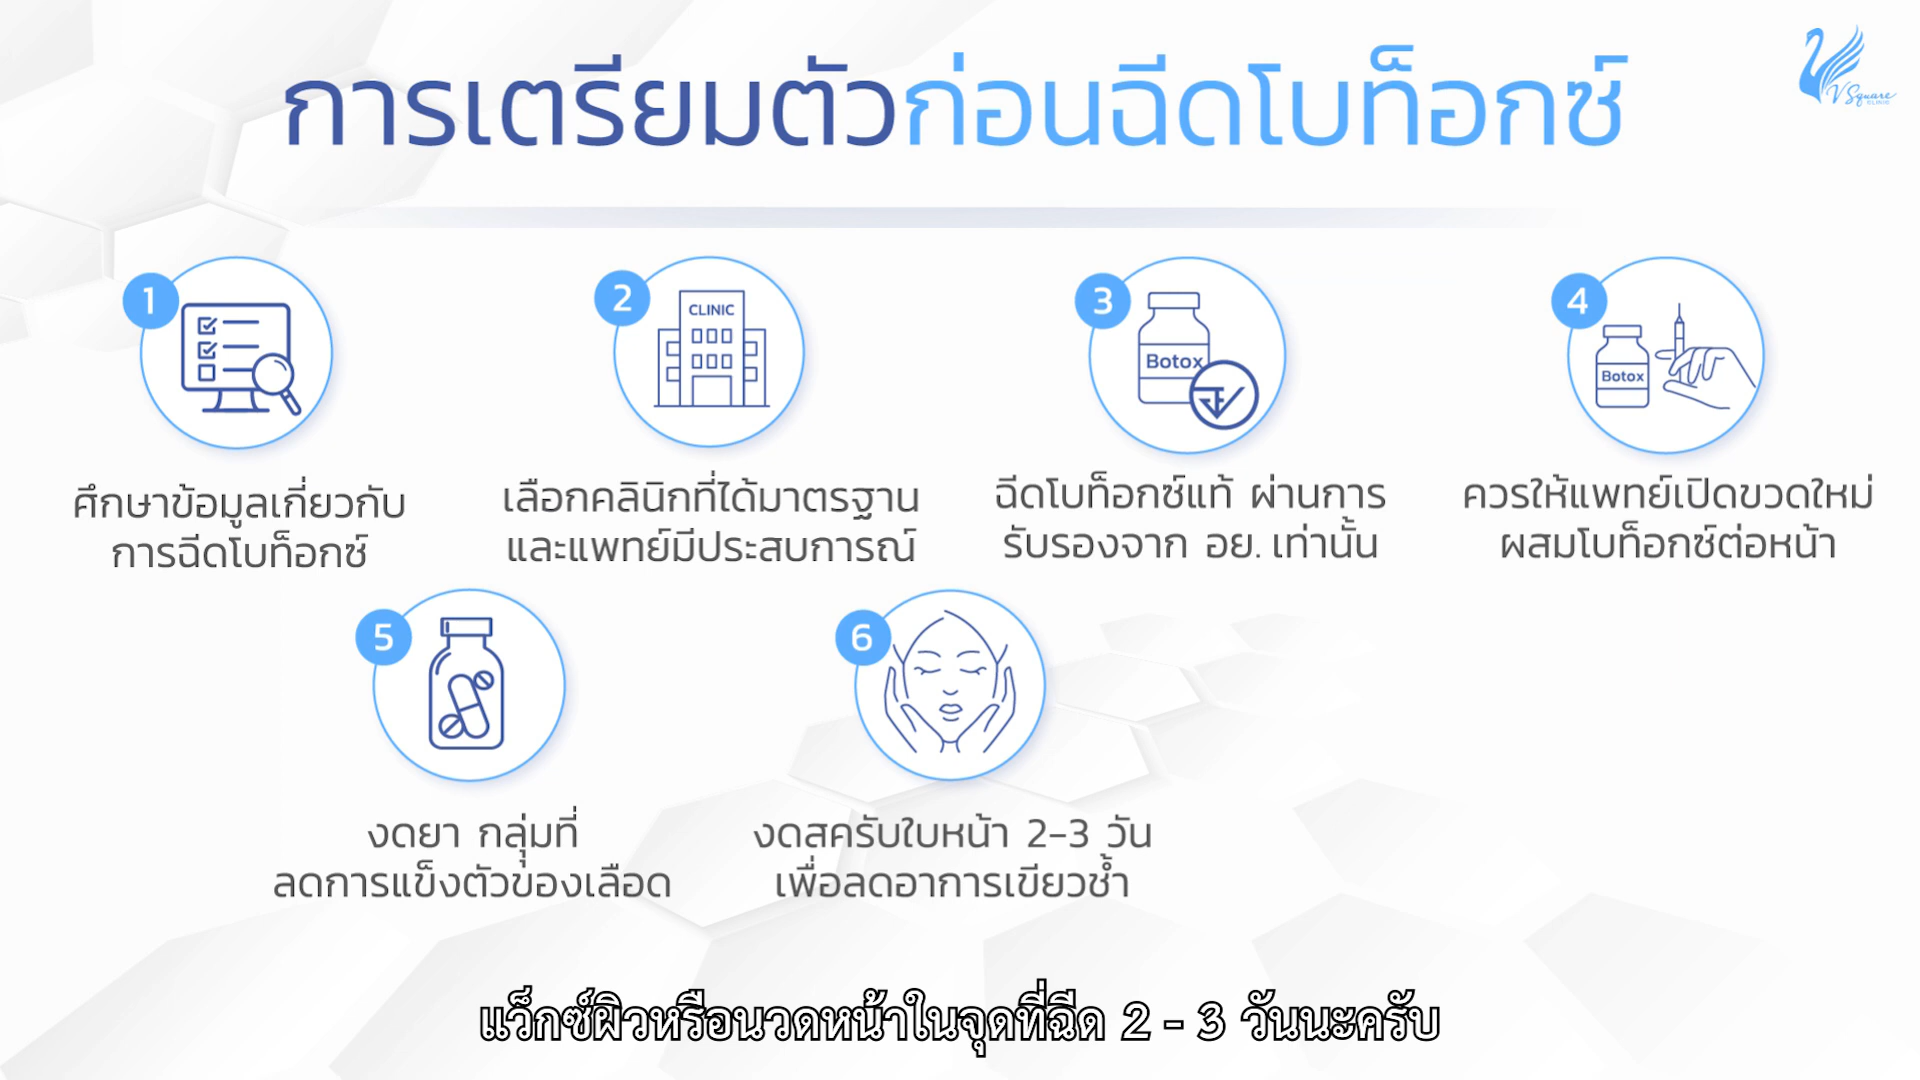 การเตรียมตัวก่อนฉีดโบท็อกซ์
V Square
CLINIC
1
CLINIC
2
Botox
3
Botox
4
ศึกษาข้อมูลเกี่ยวกับ
การฉีดโบท็อกซ์
เลือกคลินิกที่ได้มาตรฐาน
และแพทย์มีประสบการณ์
ฉีดโบท็อกซ์แท้ ผ่านการ
รับรองจาก อย. เท่านั้น
ควรให้แพทย์เปิดขวดใหม่
ผสมโบท็อกซ์ต่อหน้า
5
6
งดยา กลุ่มที่
ลดการแข็งตัวของเลือด
งดสครับใบหน้า 2-3 วัน
เพื่อลดอาการเขียวช้ำ
แว็กซ์ผิวหรือนวดหน้าในจุดที่ฉีด 2 - 3 วันนะครับ